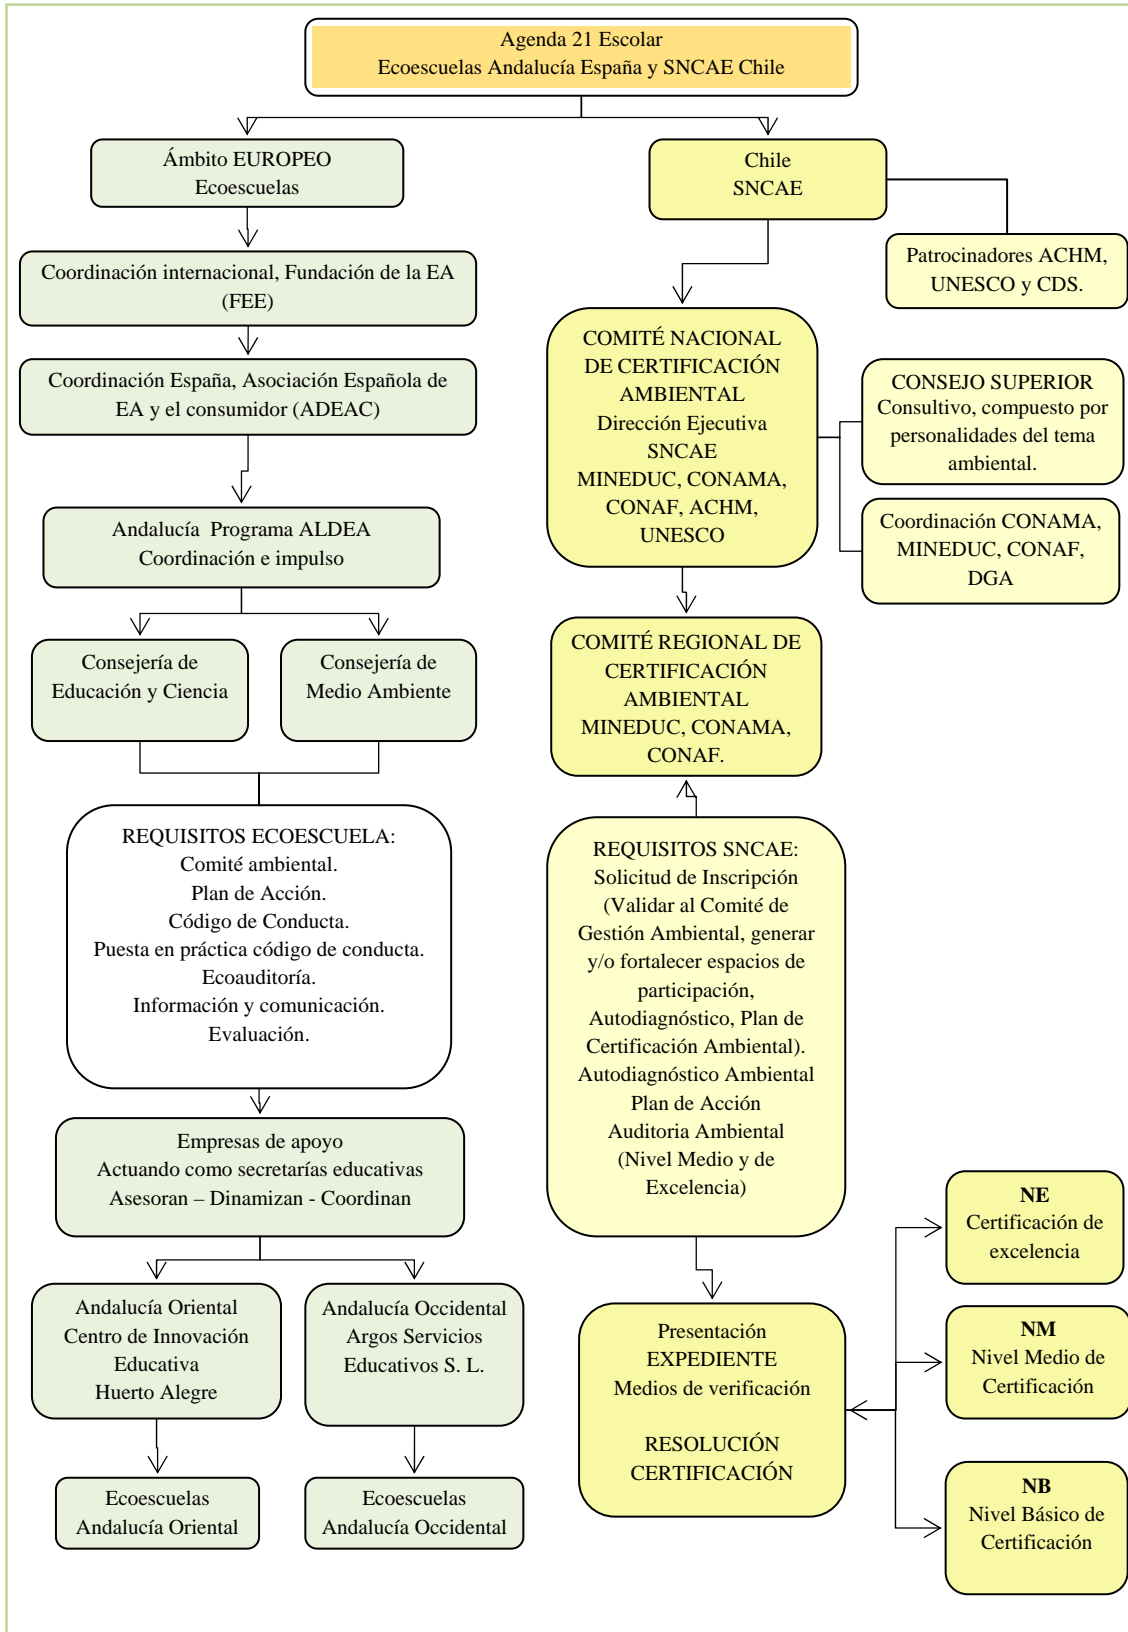 Agenda 21 Escolar
Ecoescuelas Andalucía España y SNCAE Chile
Ámbito EUROPEO
Ecoescuelas
Coordinación internacional, Fundación de la EA
(FEE)
Coordinación España, Asociación Española de
EA y el consumidor (ADEAC)
Andalucía Programa ALDEA
Coordinación e impulso
Consejería de
Educación y Ciencia
Consejería de
Medio Ambiente
REQUISITOS ECOESCUELA:
Comité ambiental.
Plan de Acción.
Código de Conducta.
Puesta en práctica código de conducta.
Ecoauditoría.
Información y comunicación.
Evaluación.
Empresas de apoyo
Actuando como secretarías educativas
Asesoran – Dinamizan - Coordinan
Andalucía Oriental
Centro de Innovación
Educativa
Huerto Alegre
Andalucía Occidental
Argos Servicios
Educativos S. L.
Ecoescuelas
Andalucía Oriental
Ecoescuelas
Andalucía Occidental
Chile
SNCAE
Patrocinadores ACHM,
UNESCO y CDS.
COMITÉ NACIONAL
DE CERTIFICACIÓN
AMBIENTAL
Dirección Ejecutiva
SNCAE
MINEDUC, CONAMA,
CONAF, ACHM,
UNESCO
CONSEJO SUPERIOR
Consultivo, compuesto por
personalidades del tema
ambiental.
Coordinación CONAMA,
MINEDUC, CONAF,
DGA
COMITÉ REGIONAL DE
CERTIFICACIÓN
AMBIENTAL
MINEDUC, CONAMA,
CONAF.
REQUISITOS SNCAE:
Solicitud de Inscripción
(Validar al Comité de
Gestión Ambiental, generar
y/o fortalecer espacios de
participación,
Autodiagnóstico, Plan de
Certificación Ambiental).
Autodiagnóstico Ambiental
Plan de Acción
Auditoria Ambiental
(Nivel Medio y de
Excelencia)
Presentación
EXPEDIENTE
Medios de verificación
RESOLUCIÓN
CERTIFICACIÓN
NE
Certificación de
excelencia
NM
Nivel Medio de
Certificación
NB
Nivel Básico de
Certificación